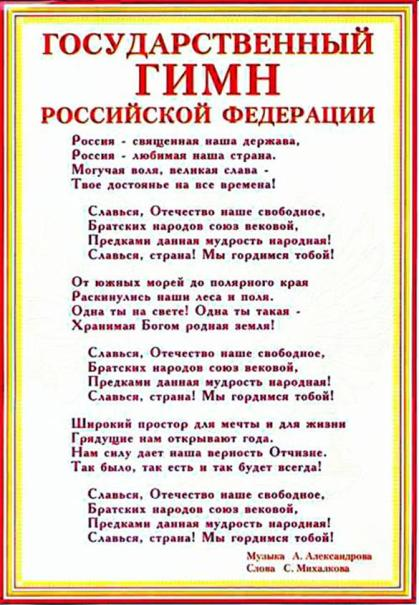 ГОСУДАРСТВЕННЫЙ
ГИМН
РОССИЙСКОЙ ФЕДЕРАЦИИ
Россия - священная наша держава,
Россия - любимая наша страна.
Могучая воля, великая слава -
Твое достоянье на все времена!
Славься, Отечество наше свободное,
Братских народов союз вековой,
Предками данная мудрость народная!
Славься, страна! Мы гордимся тобой!
От южных морей до полярного края
Раскинулись наши леса и поля.
Одна ты на свете! Одна ты такая -
Хранимая Богом родная земля!
Славься, Отечество наше свободное,
Братских народов союз вековой,
Предками данная мудрость народная!
Славься, страна! Мы гордимся тобой!
Широкий простор для мечты и для жизни
Грядущие нам открывают года.
Нам силу дает наша верность Отчизне.
Так было, так есть и так будет всегда!
Славься, Отечество наше свободное,
Братских народов союз вековой,
Предками данная мудрость народная!
Славься, страна! Мы гордимся тобой!
Музыка А. Александрова
Слова С. Михалкова